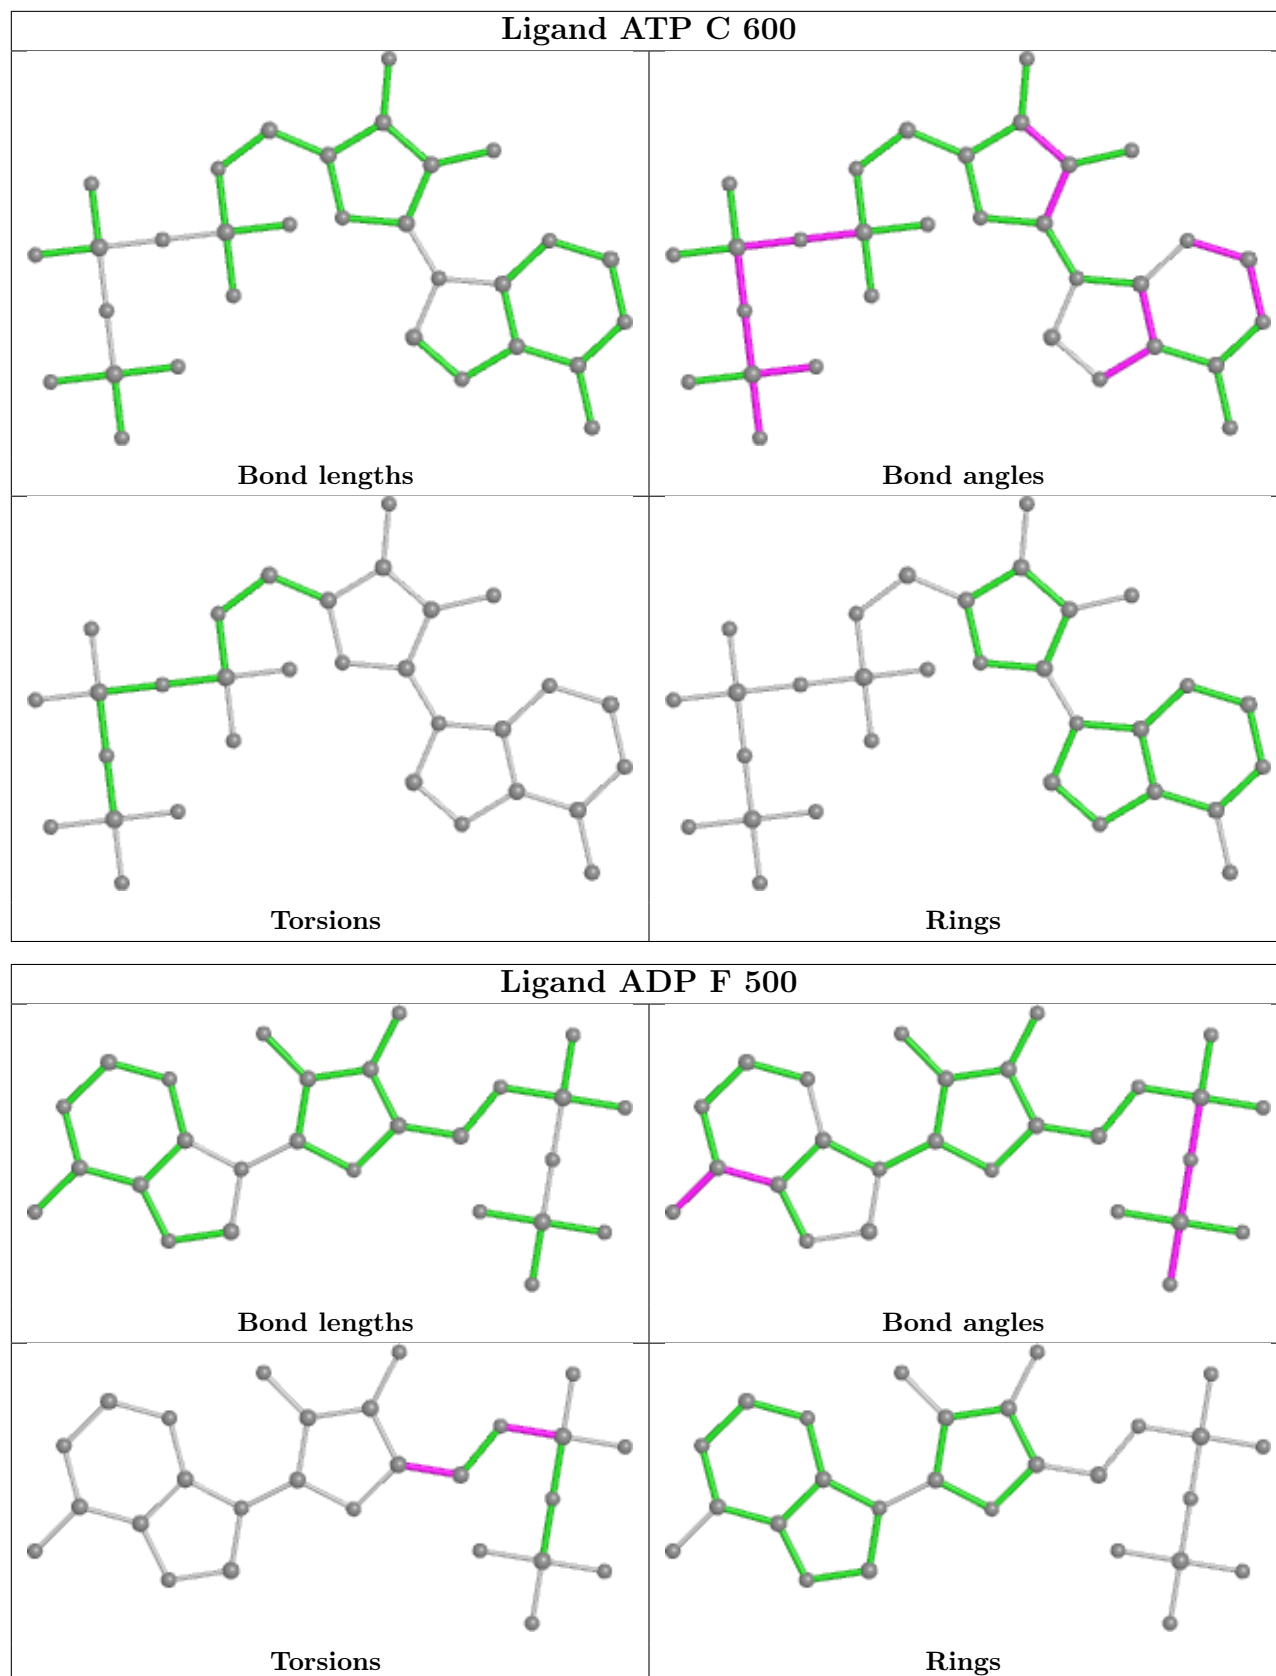 Ligand ATP C 600
Bond lengths
Bond angles
Torsions
Rings
Ligand ADP F 500
Bond lengths
Bond angles
Torsions
Rings